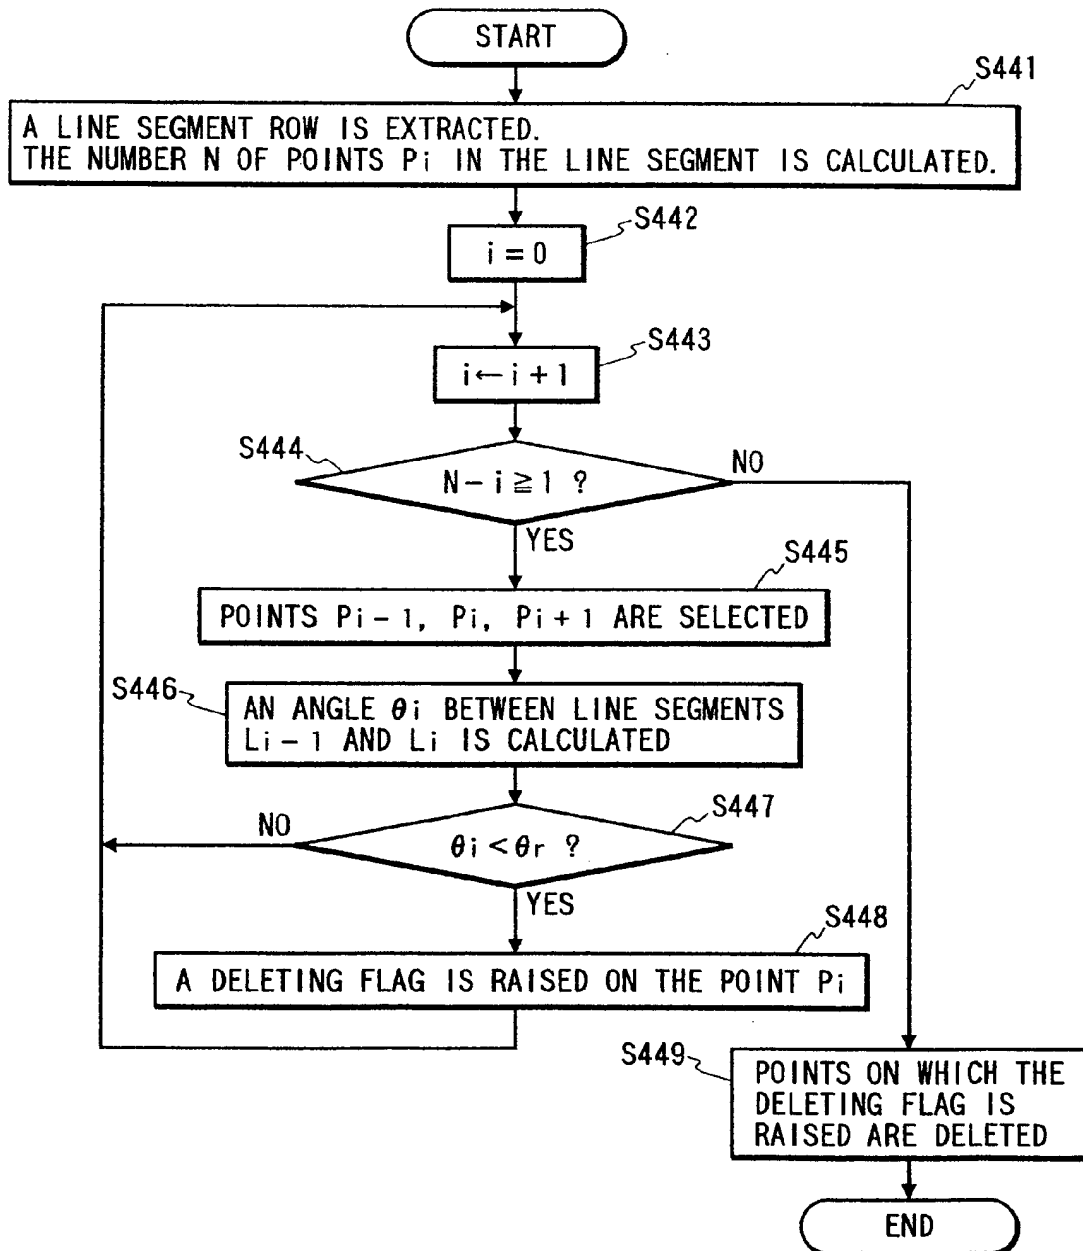 START
S441
A LINE SEGMENT ROW IS EXTRACTED.
THE NUMBER N OF POINTS Pi IN THE LINE SEGMENT IS CALCULATED.
S442
i = 0
S443
i ← i + 1
S444
N - i ≧ 1 ?
NO
YES
S445
POINTS Pi-1, Pi, Pi+1 ARE SELECTED
S446
AN ANGLE θi BETWEEN LINE SEGMENTS
Li-1 AND Li IS CALCULATED
S447
NO
θi < θr ?
YES
S448
A DELETING FLAG IS RAISED ON THE POINT Pi
S449
POINTS ON WHICH THE
DELETING FLAG IS
RAISED ARE DELETED
END